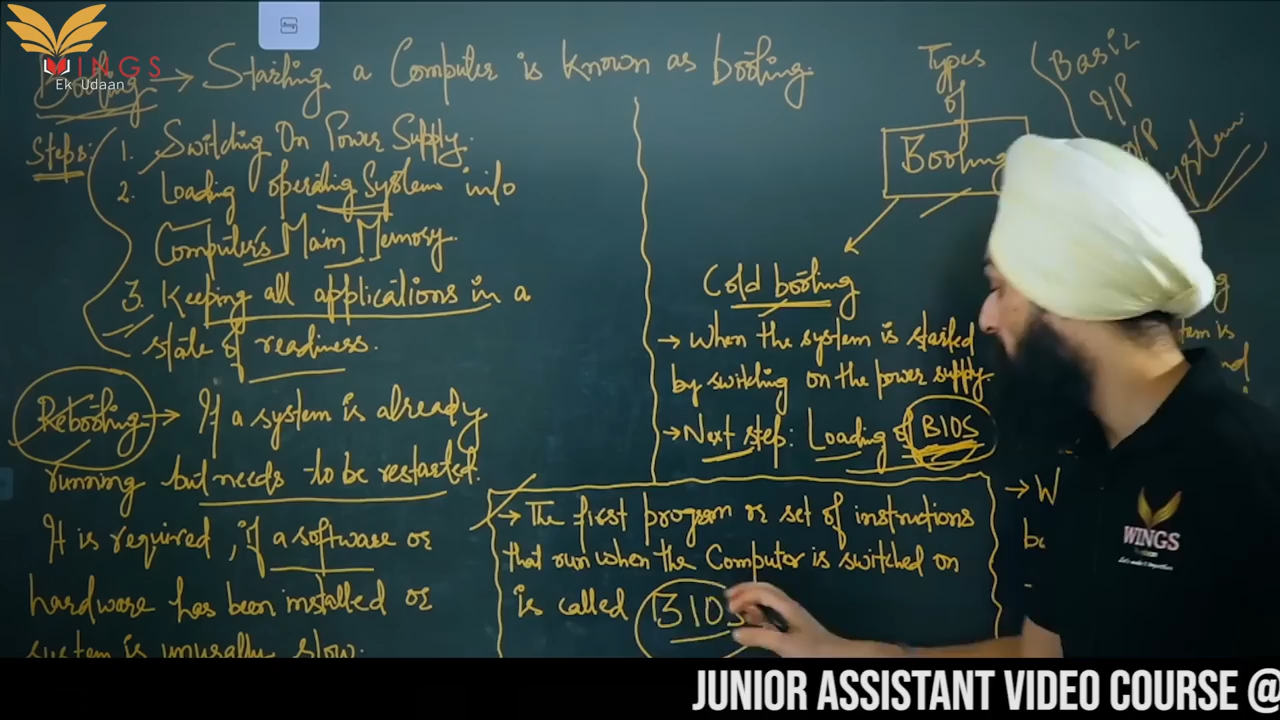 WINGS
Ek Udaan
Booting → Starting a Computer is known as booting.
Steps:
1. Switching On Power Supply.
2. Loading operating System into
Computer's Main Memory.
3. Keeping all applications in a
state of readiness.
Rebooting → If a system is already
running but needs to be restarted.
It is required, if a software or
hardware has been installed or
system is unusually slow.
Types
of
Booting
Basic
I/P
System
Cold booting
→ When the system is started
by switching on the power supply.
→ Next step: Loading of BIOS
→ The first program or set of instructions
that run when the Computer is switched on
is called BIOS
→ W
WINGS
JUNIOR ASSISTANT VIDEO COURSE @